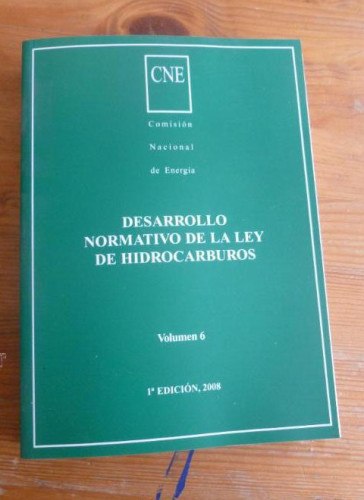 CNE
Comisión
Nacional
de Energía
DESARROLLO
NORMATIVO DE LA LEY
DE HIDROCARBUROS
Volumen 6
1ª EDICIÓN, 2008